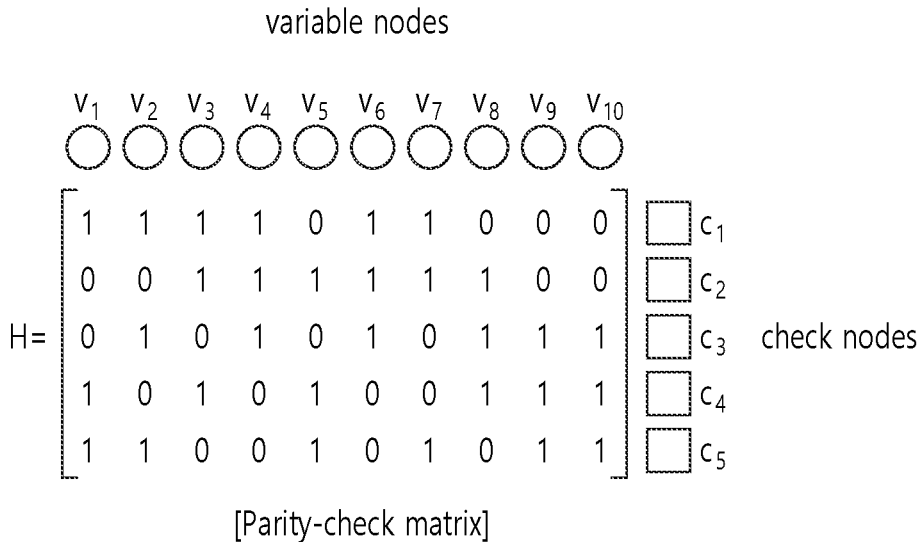 variable nodes
v1 v2 v3 v4 v5 v6 v7 v8 v9 v10
1 1 1 1 0 1 1 0 0 0 c1
0 0 1 1 1 1 1 1 0 0 c2
H= 0 1 0 1 0 1 0 1 1 1 c3 check nodes
1 0 1 0 1 0 0 1 1 1 c4
1 1 0 0 1 0 1 0 1 1 c5
[Parity-check matrix]